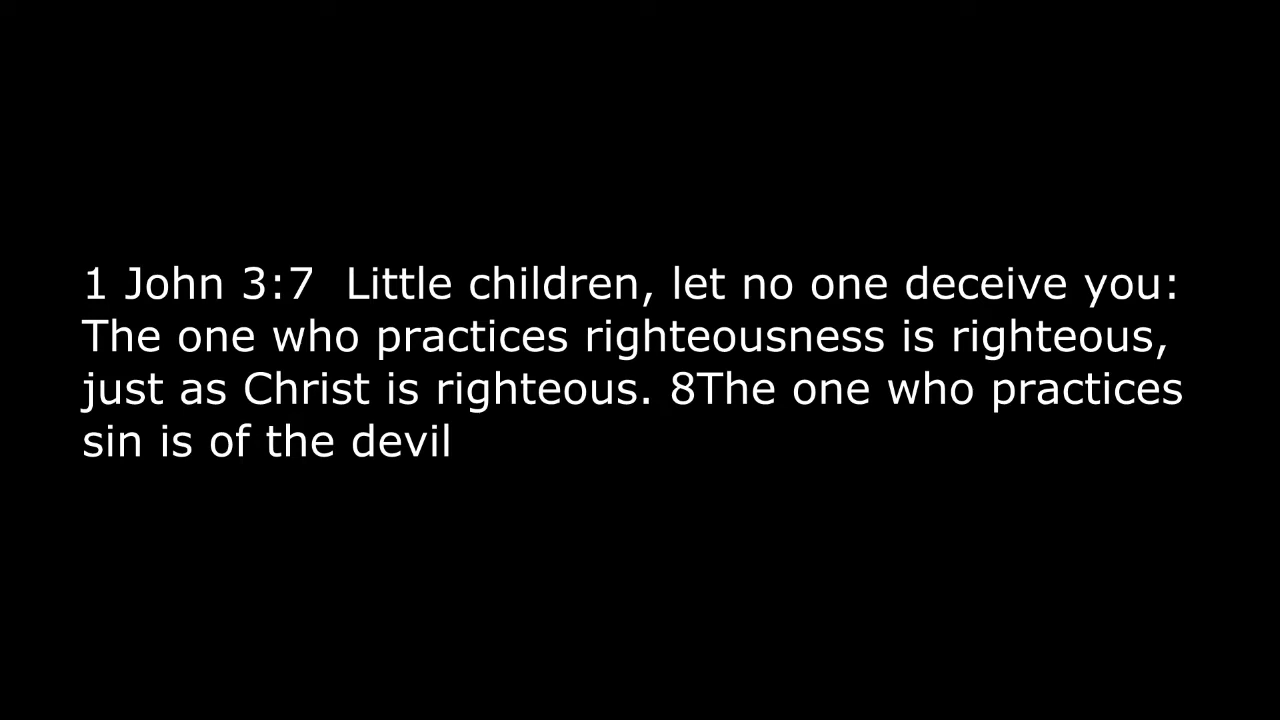 1 John 3:7  Little children, let no one deceive you:
The one who practices righteousness is righteous,
just as Christ is righteous. 8The one who practices
sin is of the devil